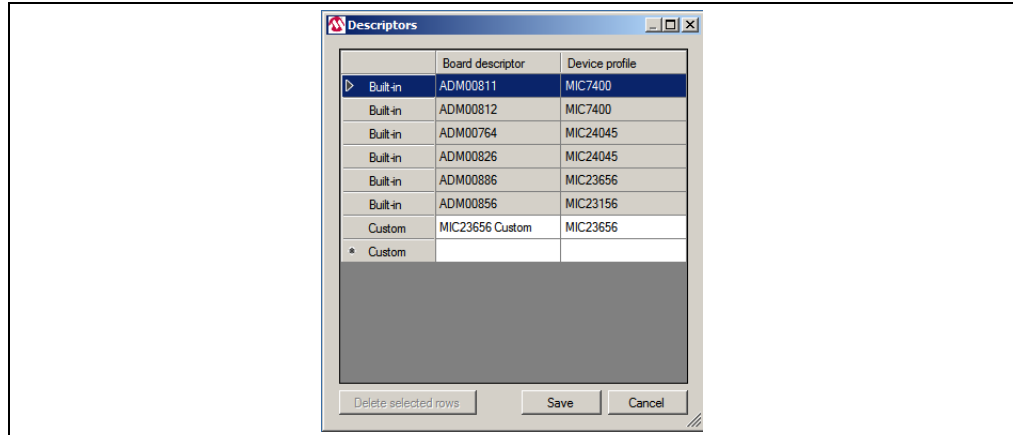 Descriptors
Board descriptor Device profile
Built-in ADM00811 MIC7400
Built-in ADM00812 MIC7400
Built-in ADM00764 MIC24045
Built-in ADM00826 MIC24045
Built-in ADM00886 MIC23656
Built-in ADM00856 MIC23156
Custom MIC23656 Custom MIC23656
* Custom
Delete selected rows Save Cancel